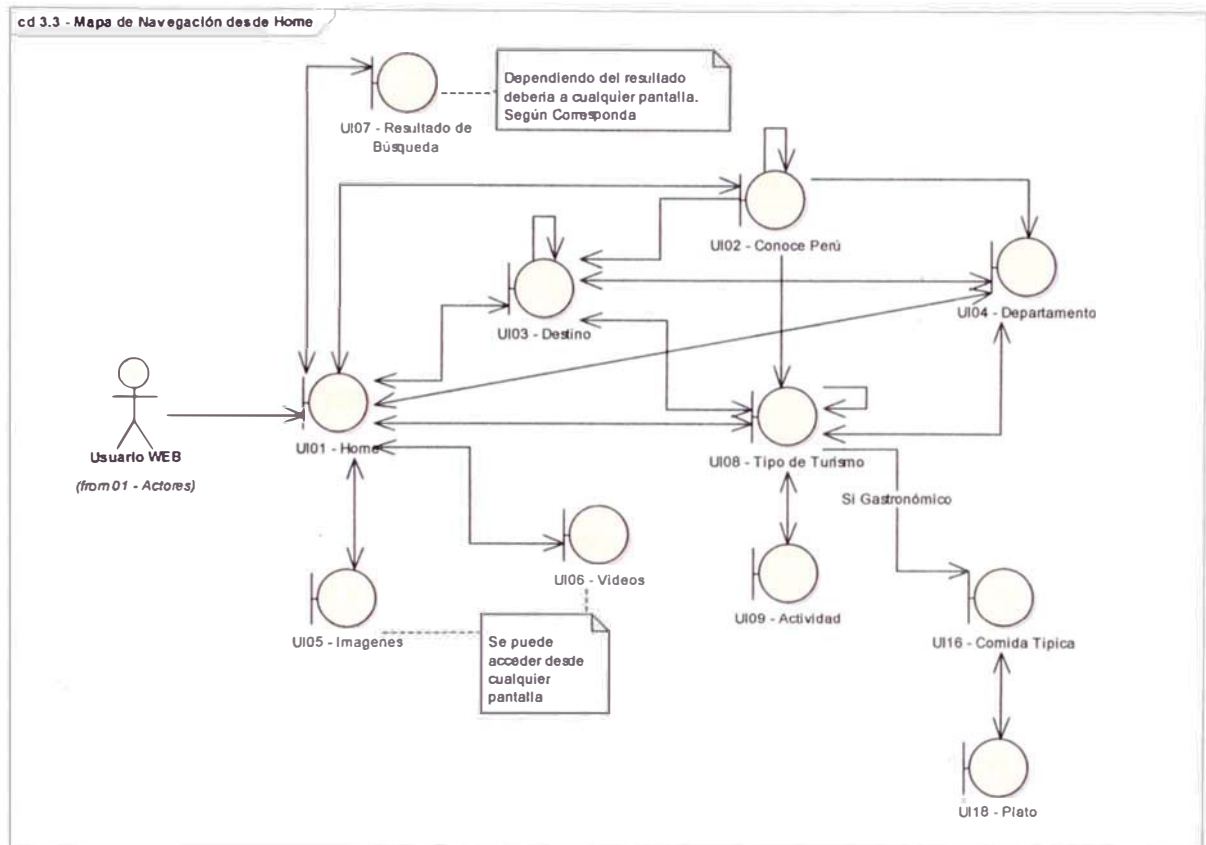 cd 3.3 - Mapa de Navegación desde Home
Dependiendo del resultado
deberia a cualquier pantalla.
Según Corresponda
UI07 - Resultado de
Búsqueda
UI02 - Conoce Perú
UI03 - Destino
UI04 - Departamento
Usuario WEB
(from 01 - Actores)
UI01 - Home
UI08 - Tipo de Turismo
Si Gastronómico
UI06 - Videos
UI05 - Imagenes
UI09 - Actividad
Se puede
acceder desde
cualquier
pantalla
UI16 - Comida Tipica
UI18 - Plato